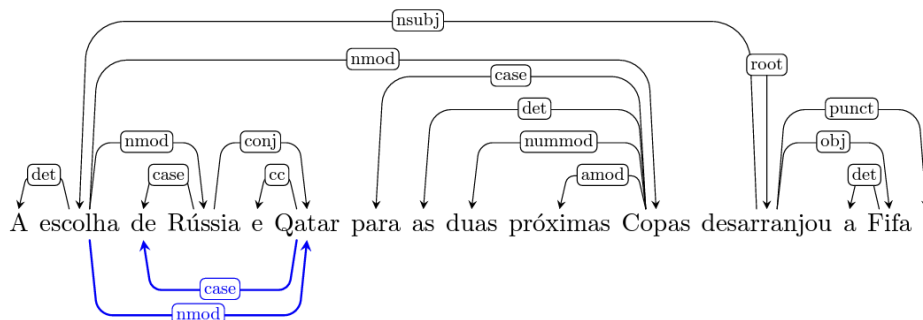 nsubj
root
nmod
case
det
punct
nmod
conj
nummod
obj
det
case
cc
amod
det
A escolha de Rússia e Qatar para as duas próximas Copas desarranjou a Fifa
case
nmod